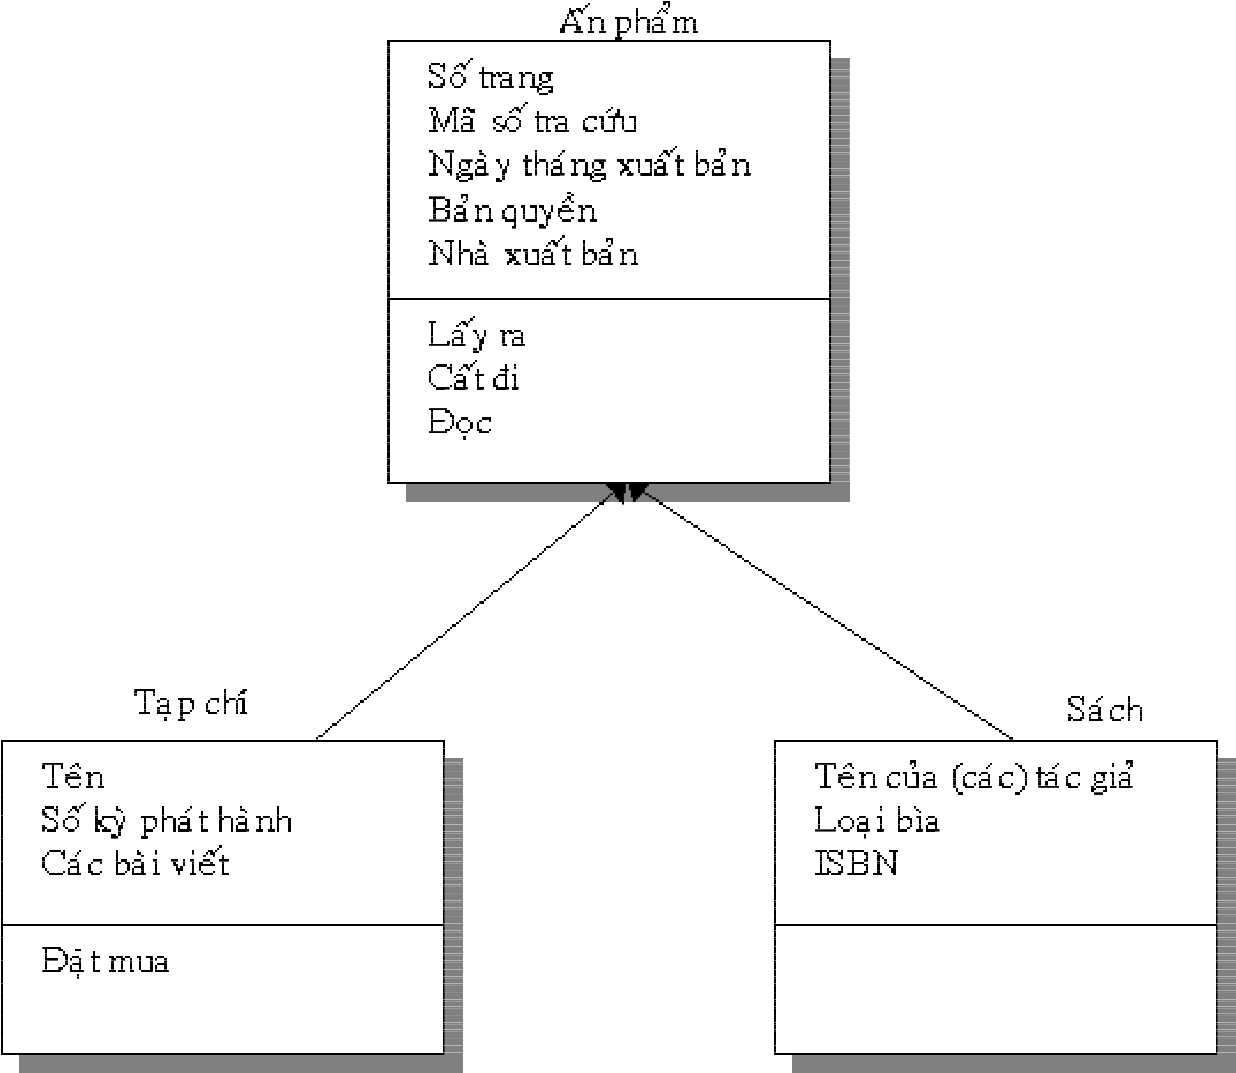 Ấn phẩm
Số trang
Mã số tra cứu
Ngày tháng xuất bản
Bản quyền
Nhà xuất bản
Lấy ra
Cất đi
Đọc
Tạp chí
Tên
Số kỳ phát hành
Các bài viết
Đặt mua
Sách
Tên của (các) tác giả
Loại bìa
ISBN